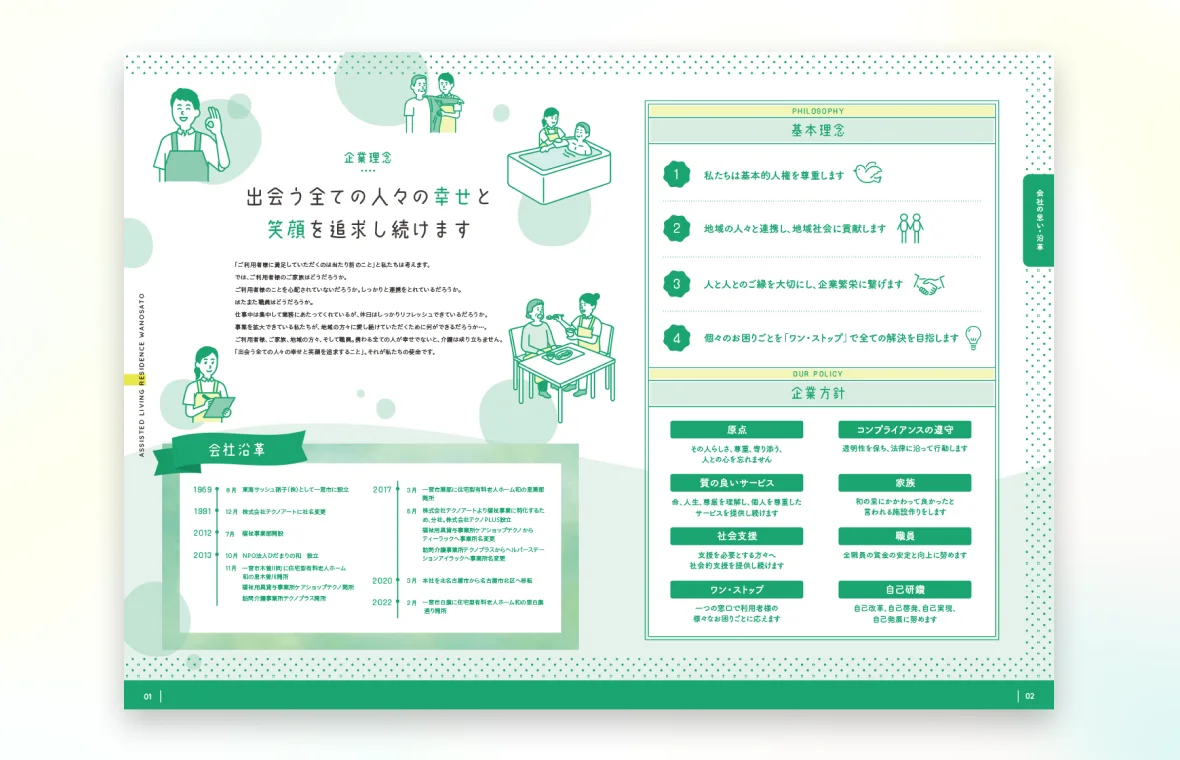 企業理念
出会う全ての人々の幸せと
笑顔を追求し続けます
「ご利用者様に満足していただくのは当たり前のこと」と私たちは考えます。
では、ご利用者様のご家族はどうだろうか。
ご利用者様のことを心配されていないだろうか。しっかりと連携をとれているだろうか。
はたまた職員はどうだろうか。
仕事中は集中して業務にあたってくれているが、休日はしっかりリフレッシュできているだろうか。
事業を拡大できている私たちが、地域の方々に愛し続けていただくために何ができるだろうか…。
ご利用者様、ご家族、地域の方々、そして職員。携わる全ての人が幸せでないと、介護は成り立ちません。
「出会う全ての人々の幸せと笑顔を追求すること」。それが私たちの使命です。
ASSISTED LIVING RESIDENCE NANOSATO
会社沿革
1969 6月 東海サッシュ硝子(株)として一宮市に設立
1991 12月 株式会社テクノアートに社名変更
2012 7月 福祉事業部開設
2013 10月 NPO法人ひだまりの和 設立
11月 一宮市木曽川町に住宅型有料老人ホーム
和の里木曽川開所
福祉用具貸与事業所ケアショップテクノ開所
訪問介護事業所テクノプラス開所
2017 3月 一宮市葉栗に住宅型有料老人ホーム和の里葉栗
開所
6月 株式会社テクノアートより福祉事業に特化するた
め、分社。株式会社テクノPLUS設立
福祉用具貸与事業所ケアショップテクノから
ティーラックへ事業所名変更
訪問介護事業所テクノプラスからヘルパーステー
ションアイラックへ事業所名変更
2020 3月 本社を北名古屋市から名古屋市北区へ移転
2022 2月 一宮市白旗に住宅型有料老人ホーム和の里白旗
通り開所
01
PHILOSOPHY
基本理念
1 私たちは基本的人権を尊重します
2 地域の人々と連携し、地域社会に貢献します
3 人と人とのご縁を大切にし、企業繁栄に繋げます
4 個々のお困りごとを「ワン・ストップ」で全ての解決を目指します
OUR POLICY
企業方針
原点
その人らしさ、尊重、寄り添う、
人との心を忘れません
コンプライアンスの遵守
透明性を保ち、法律に沿って行動します
質の良いサービス
命、人生、尊厳を理解し、個人を尊重した
サービスを提供し続けます
家族
和の里にかかわって良かったと
言われる施設作りをします
社会支援
支援を必要とする方々へ
社会的支援を提供し続けます
職員
全職員の賃金の安定と向上に努めます
ワン・ストップ
一つの窓口で利用者様の
様々なお困りごとに応えます
自己研鑽
自己改革、自己啓発、自己実現、
自己発展に努めます
会社の思い・沿革
02